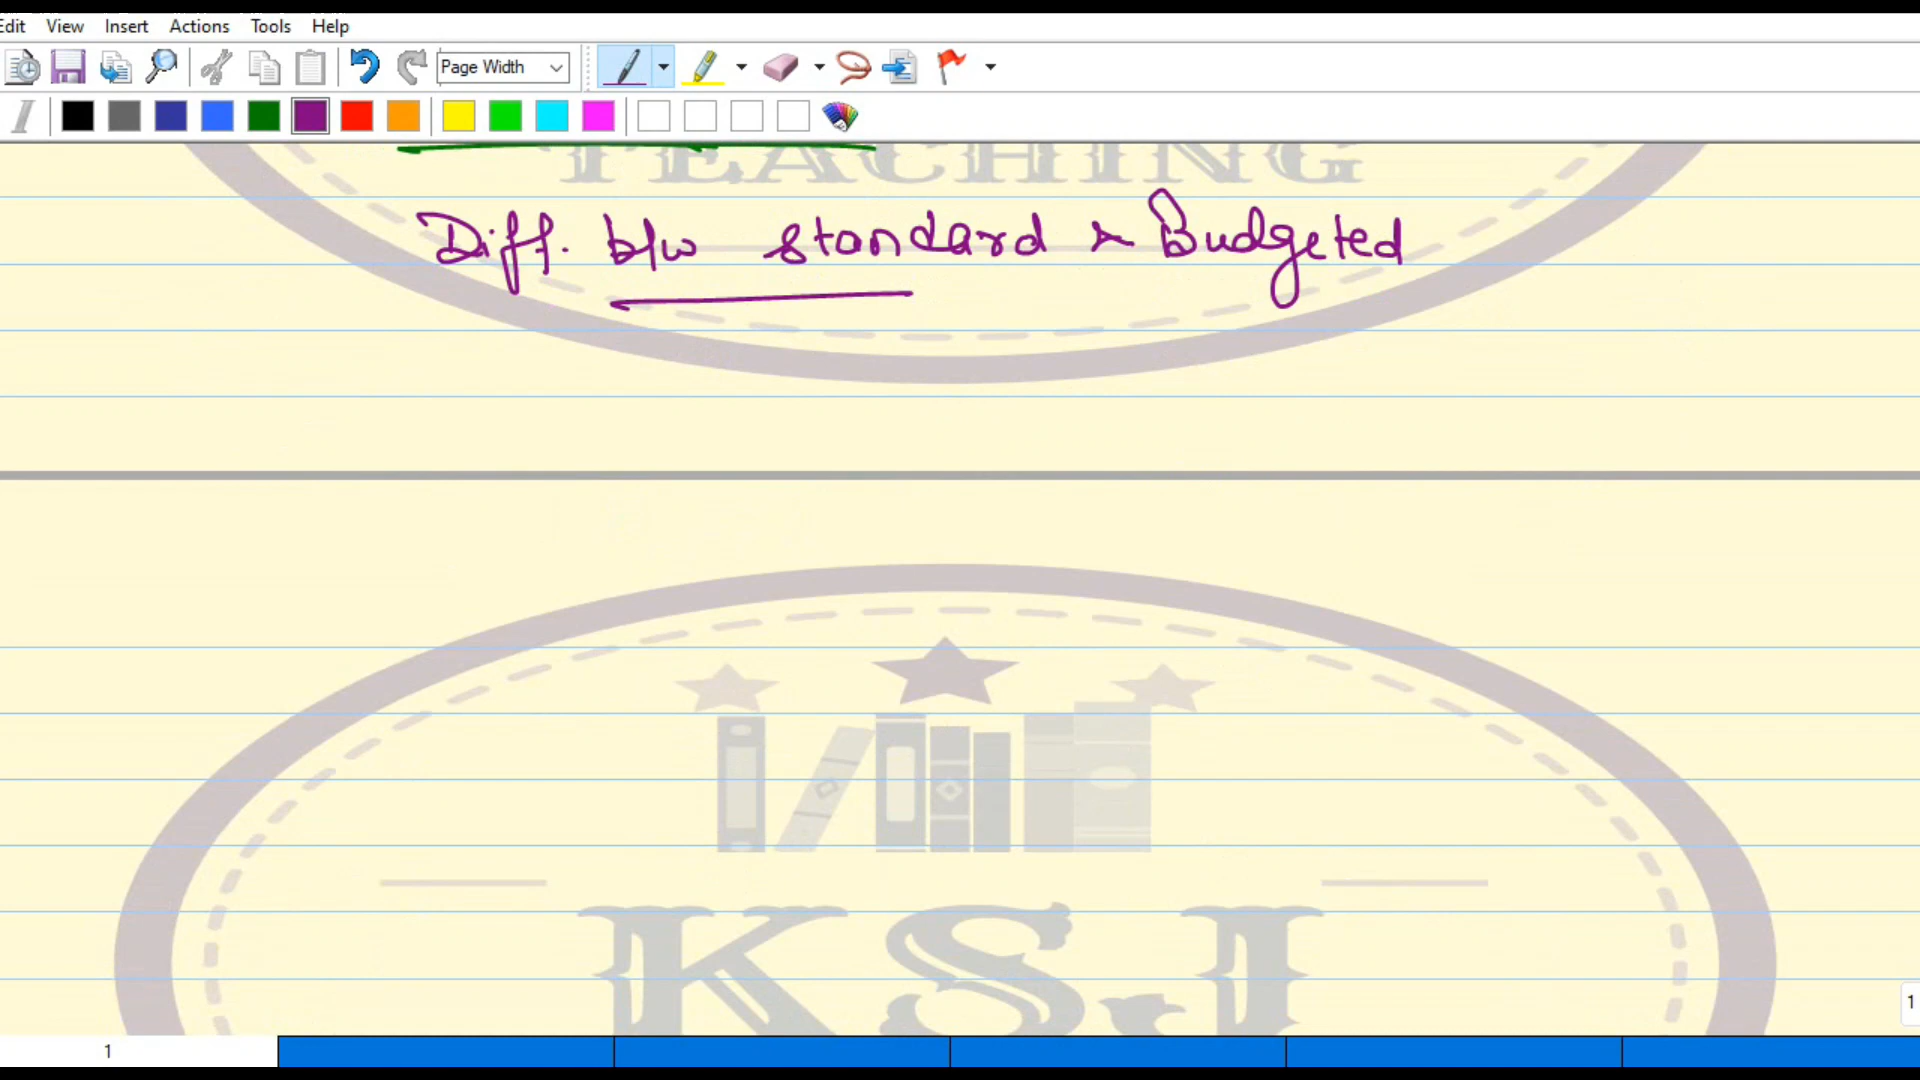 Edit View Insert Actions Tools Help
Page Width
TEACHING
Diff. b/w standard & Budgeted
KSJ
1
1